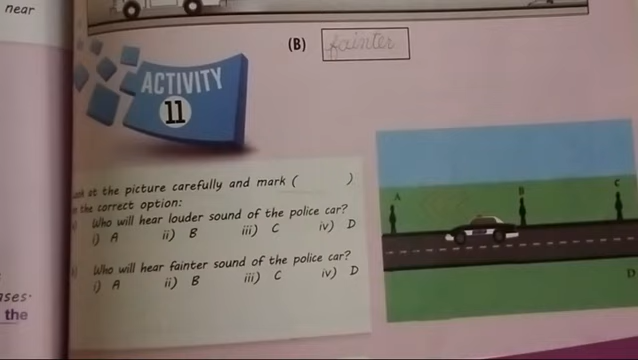 near
(B) fainter
ACTIVITY
11
Look at the picture carefully and mark ( )
on the correct option:
Who will hear louder sound of the police car?
i) A ii) B iii) C iv) D
Who will hear fainter sound of the police car?
i) A ii) B iii) C iv) D
A B C
D
the